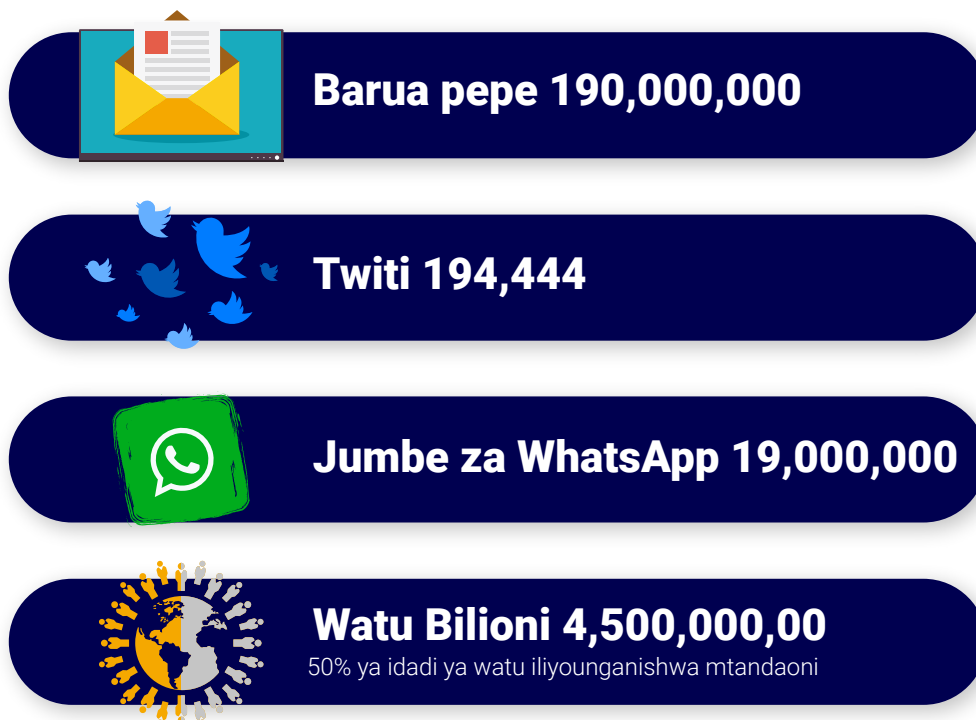 Barua pepe 190,000,000
Twiti 194,444
Jumbe za WhatsApp 19,000,000
Watu Bilioni 4,500,000,00
50% ya idadi ya watu iliyounganishwa mtandaoni